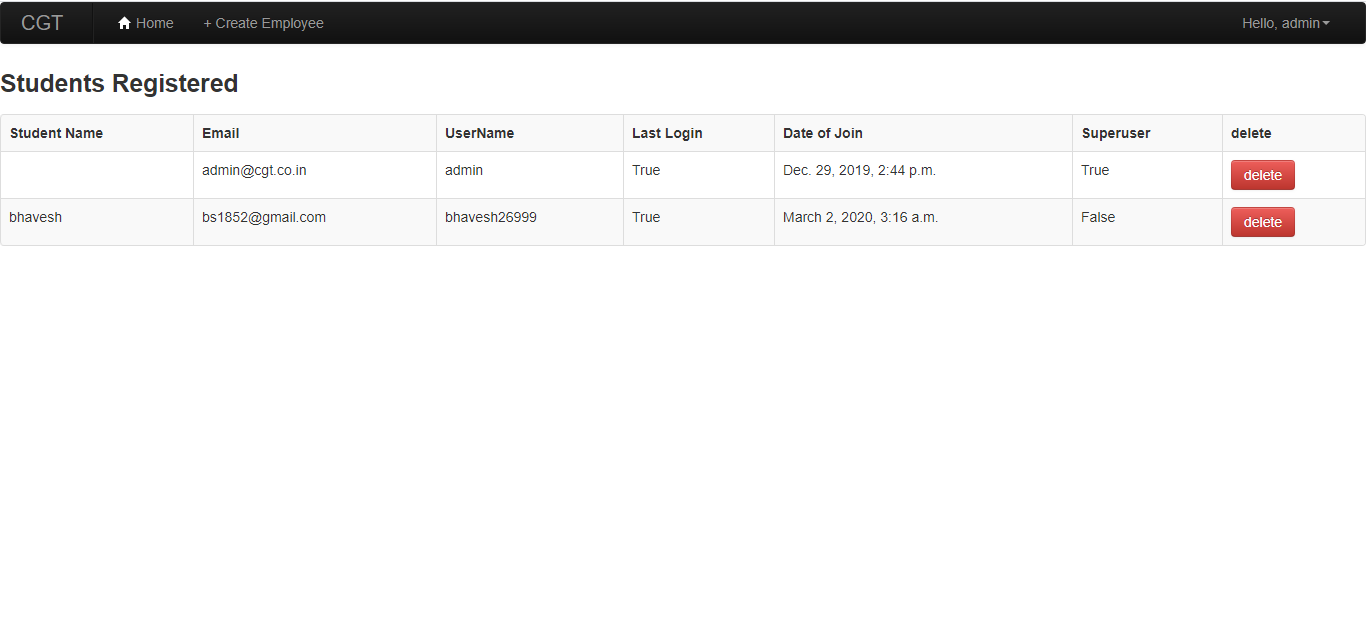 CGT Home + Create Employee Hello, admin
Students Registered
Student Name Email UserName Last Login Date of Join Superuser delete
admin@cgt.co.in admin True Dec. 29, 2019, 2:44 p.m. True delete
bhavesh bs1852@gmail.com bhavesh26999 True March 2, 2020, 3:16 a.m. False delete